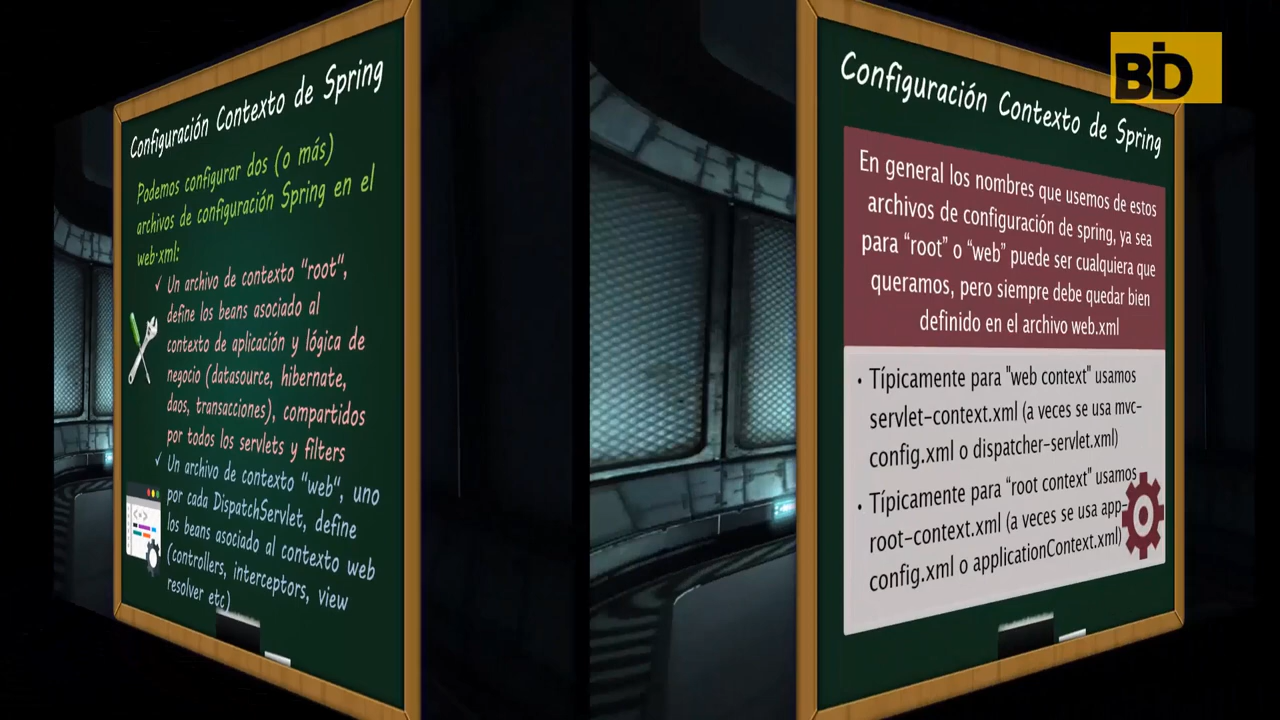 Configuración Contexto de Spring
Podemos configurar dos (o más)
archivos de configuración Spring en el
web.xml:
✓ Un archivo de contexto "root",
define los beans asociado al
contexto de aplicación y lógica de
negocio (datasource, hibernate,
daos, transacciones), compartidos
por todos los servlets y filters
✓ Un archivo de contexto "web", uno
por cada DispatchServlet, define
los beans asociado al contexto web
(controllers, interceptors, view
resolver etc)
Configuración Contexto de Spring
En general los nombres que usemos de estos
archivos de configuración de spring, ya sea
para “root” o “web” puede ser cualquiera que
queramos, pero siempre debe quedar bien
definido en el archivo web.xml
• Típicamente para "web context" usamos
servlet-context.xml (a veces se usa mvc-
config.xml o dispatcher-servlet.xml)
• Típicamente para "root context" usamos
root-context.xml (a veces se usa app-
config.xml o applicationContext.xml)
BID